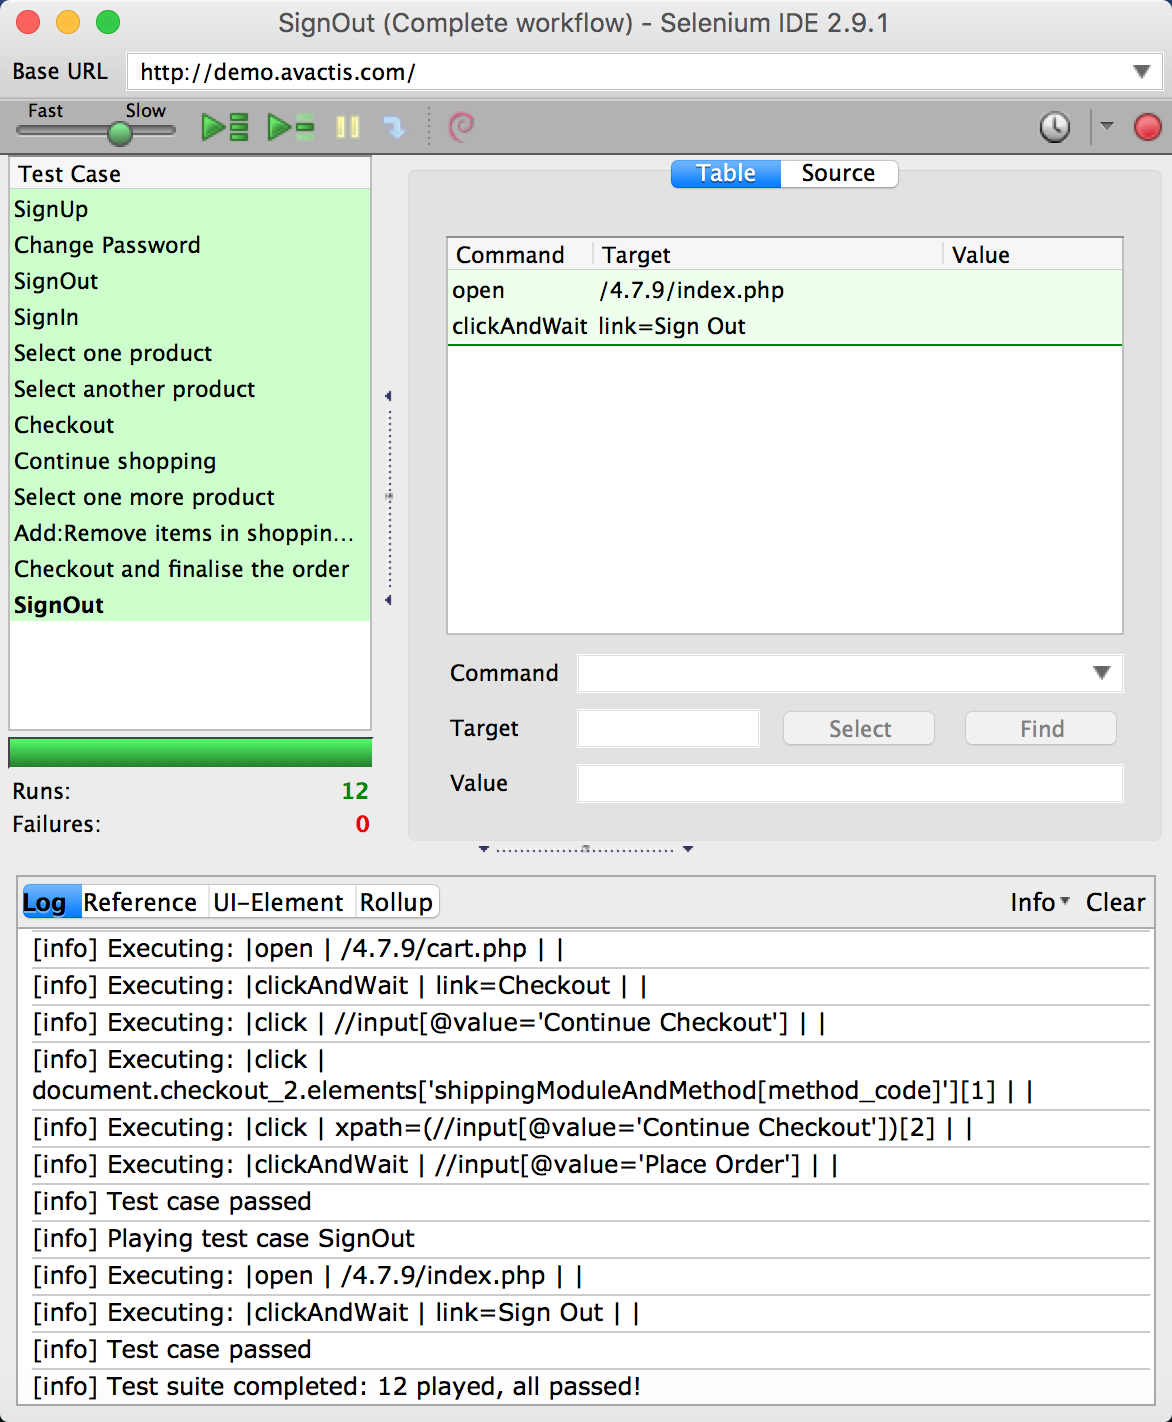 SignOut (Complete workflow) - Selenium IDE 2.9.1
Base URL http://demo.avactis.com/
Fast Slow
Test Case
SignUp
Change Password
SignOut
SignIn
Select one product
Select another product
Checkout
Continue shopping
Select one more product
Add:Remove items in shoppin...
Checkout and finalise the order
SignOut
Runs: 12
Failures: 0
Table Source
Command Target Value
open /4.7.9/index.php
clickAndWait link=Sign Out
Command
Target Select Find
Value
Log Reference UI-Element Rollup Info Clear
[info] Executing: |open | /4.7.9/cart.php | |
[info] Executing: |clickAndWait | link=Checkout | |
[info] Executing: |click | //input[@value='Continue Checkout'] | |
[info] Executing: |click |
document.checkout_2.elements['shippingModuleAndMethod[method_code]'][1] | |
[info] Executing: |click | xpath=(//input[@value='Continue Checkout'])[2] | |
[info] Executing: |clickAndWait | //input[@value='Place Order'] | |
[info] Test case passed
[info] Playing test case SignOut
[info] Executing: |open | /4.7.9/index.php | |
[info] Executing: |clickAndWait | link=Sign Out | |
[info] Test case passed
[info] Test suite completed: 12 played, all passed!